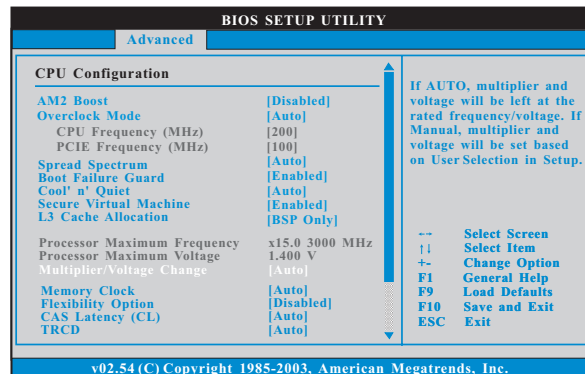 BIOS SETUP UTILITY
Advanced
CPU Configuration
AM2 Boost [Disabled]
Overclock Mode [Auto]
CPU Frequency (MHz) [200]
PCIE Frequency (MHz) [100]
Spread Spectrum [Auto]
Boot Failure Guard [Enabled]
Cool' n' Quiet [Auto]
Secure Virtual Machine [Enabled]
L3 Cache Allocation [BSP Only]
Processor Maximum Frequency x15.0 3000 MHz
Processor Maximum Voltage 1.400 V
Multiplier/Voltage Change [Auto]
Memory Clock [Auto]
Flexibility Option [Disabled]
CAS Latency (CL) [Auto]
TRCD [Auto]
If AUTO, multiplier and
voltage will be left at the
rated frequency/voltage. If
Manual, multiplier and
voltage will be set based
on User Selection in Setup.
←→ Select Screen
↑↓ Select Item
+- Change Option
F1 General Help
F9 Load Defaults
F10 Save and Exit
ESC Exit
v02.54 (C) Copyright 1985-2003, American Megatrends, Inc.